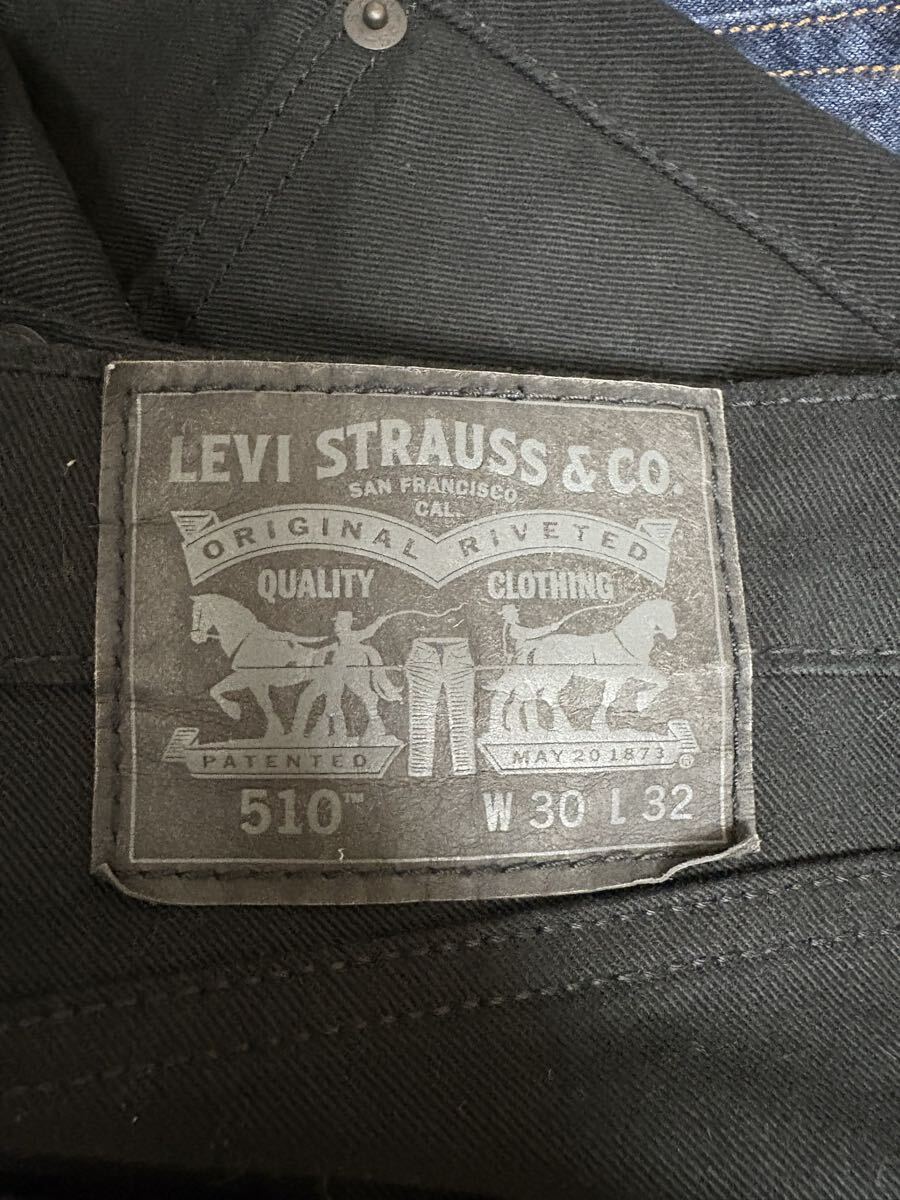 LEVI STRAUSS & CO.
SAN FRANCISCO
CAL.
ORIGINAL RIVETED
QUALITY CLOTHING
PATENTED MAY 20 1873 ®
510™ W 30 L 32